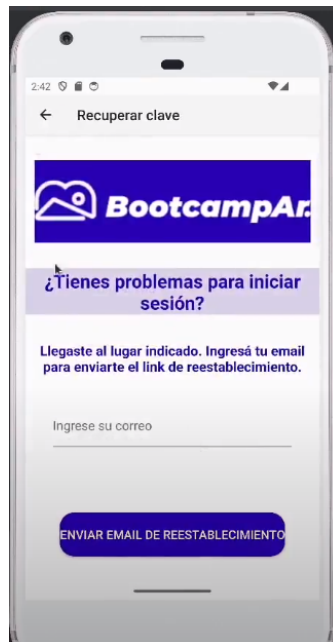 2:42
Recuperar clave
BootcampAr.
¿Tienes problemas para iniciar
sesión?
Llegaste al lugar indicado. Ingresá tu email
para enviarte el link de reestablecimiento.
Ingrese su correo
ENVIAR EMAIL DE REESTABLECIMIENTO